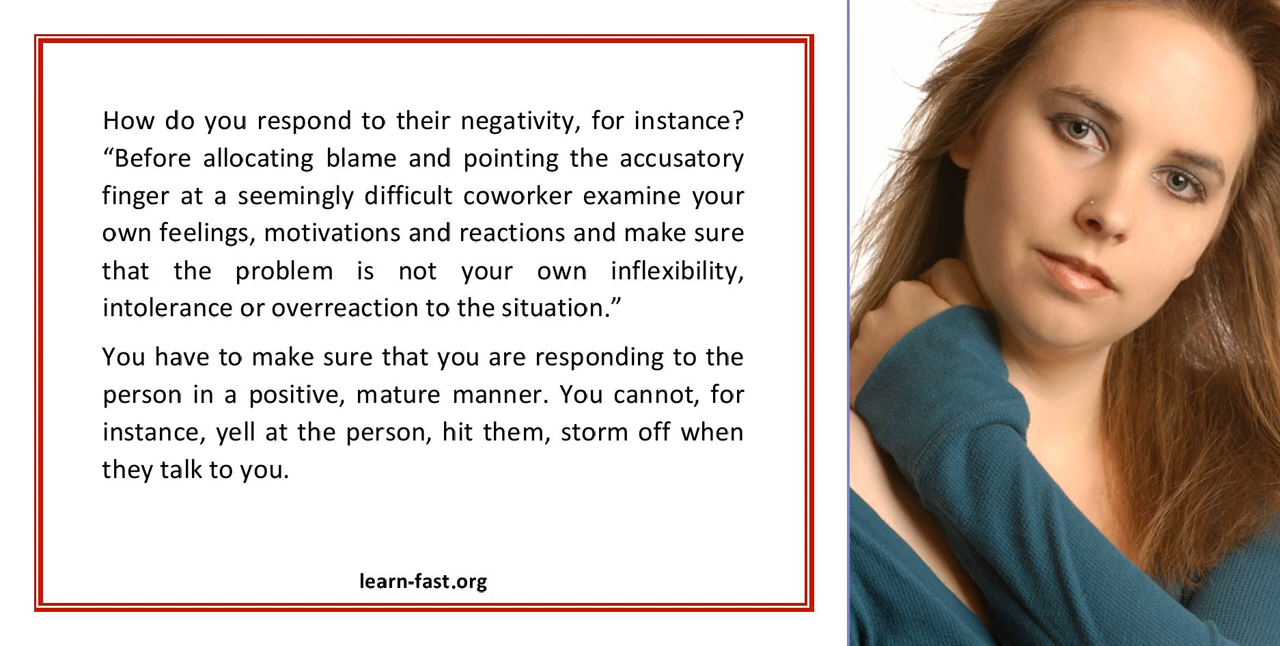 How do you respond to their negativity, for instance?
“Before allocating blame and pointing the accusatory
finger at a seemingly difficult coworker examine your
own feelings, motivations and reactions and make sure
that the problem is not your own inflexibility,
intolerance or overreaction to the situation.”
You have to make sure that you are responding to the
person in a positive, mature manner. You cannot, for
instance, yell at the person, hit them, storm off when
they talk to you.
learn-fast.org